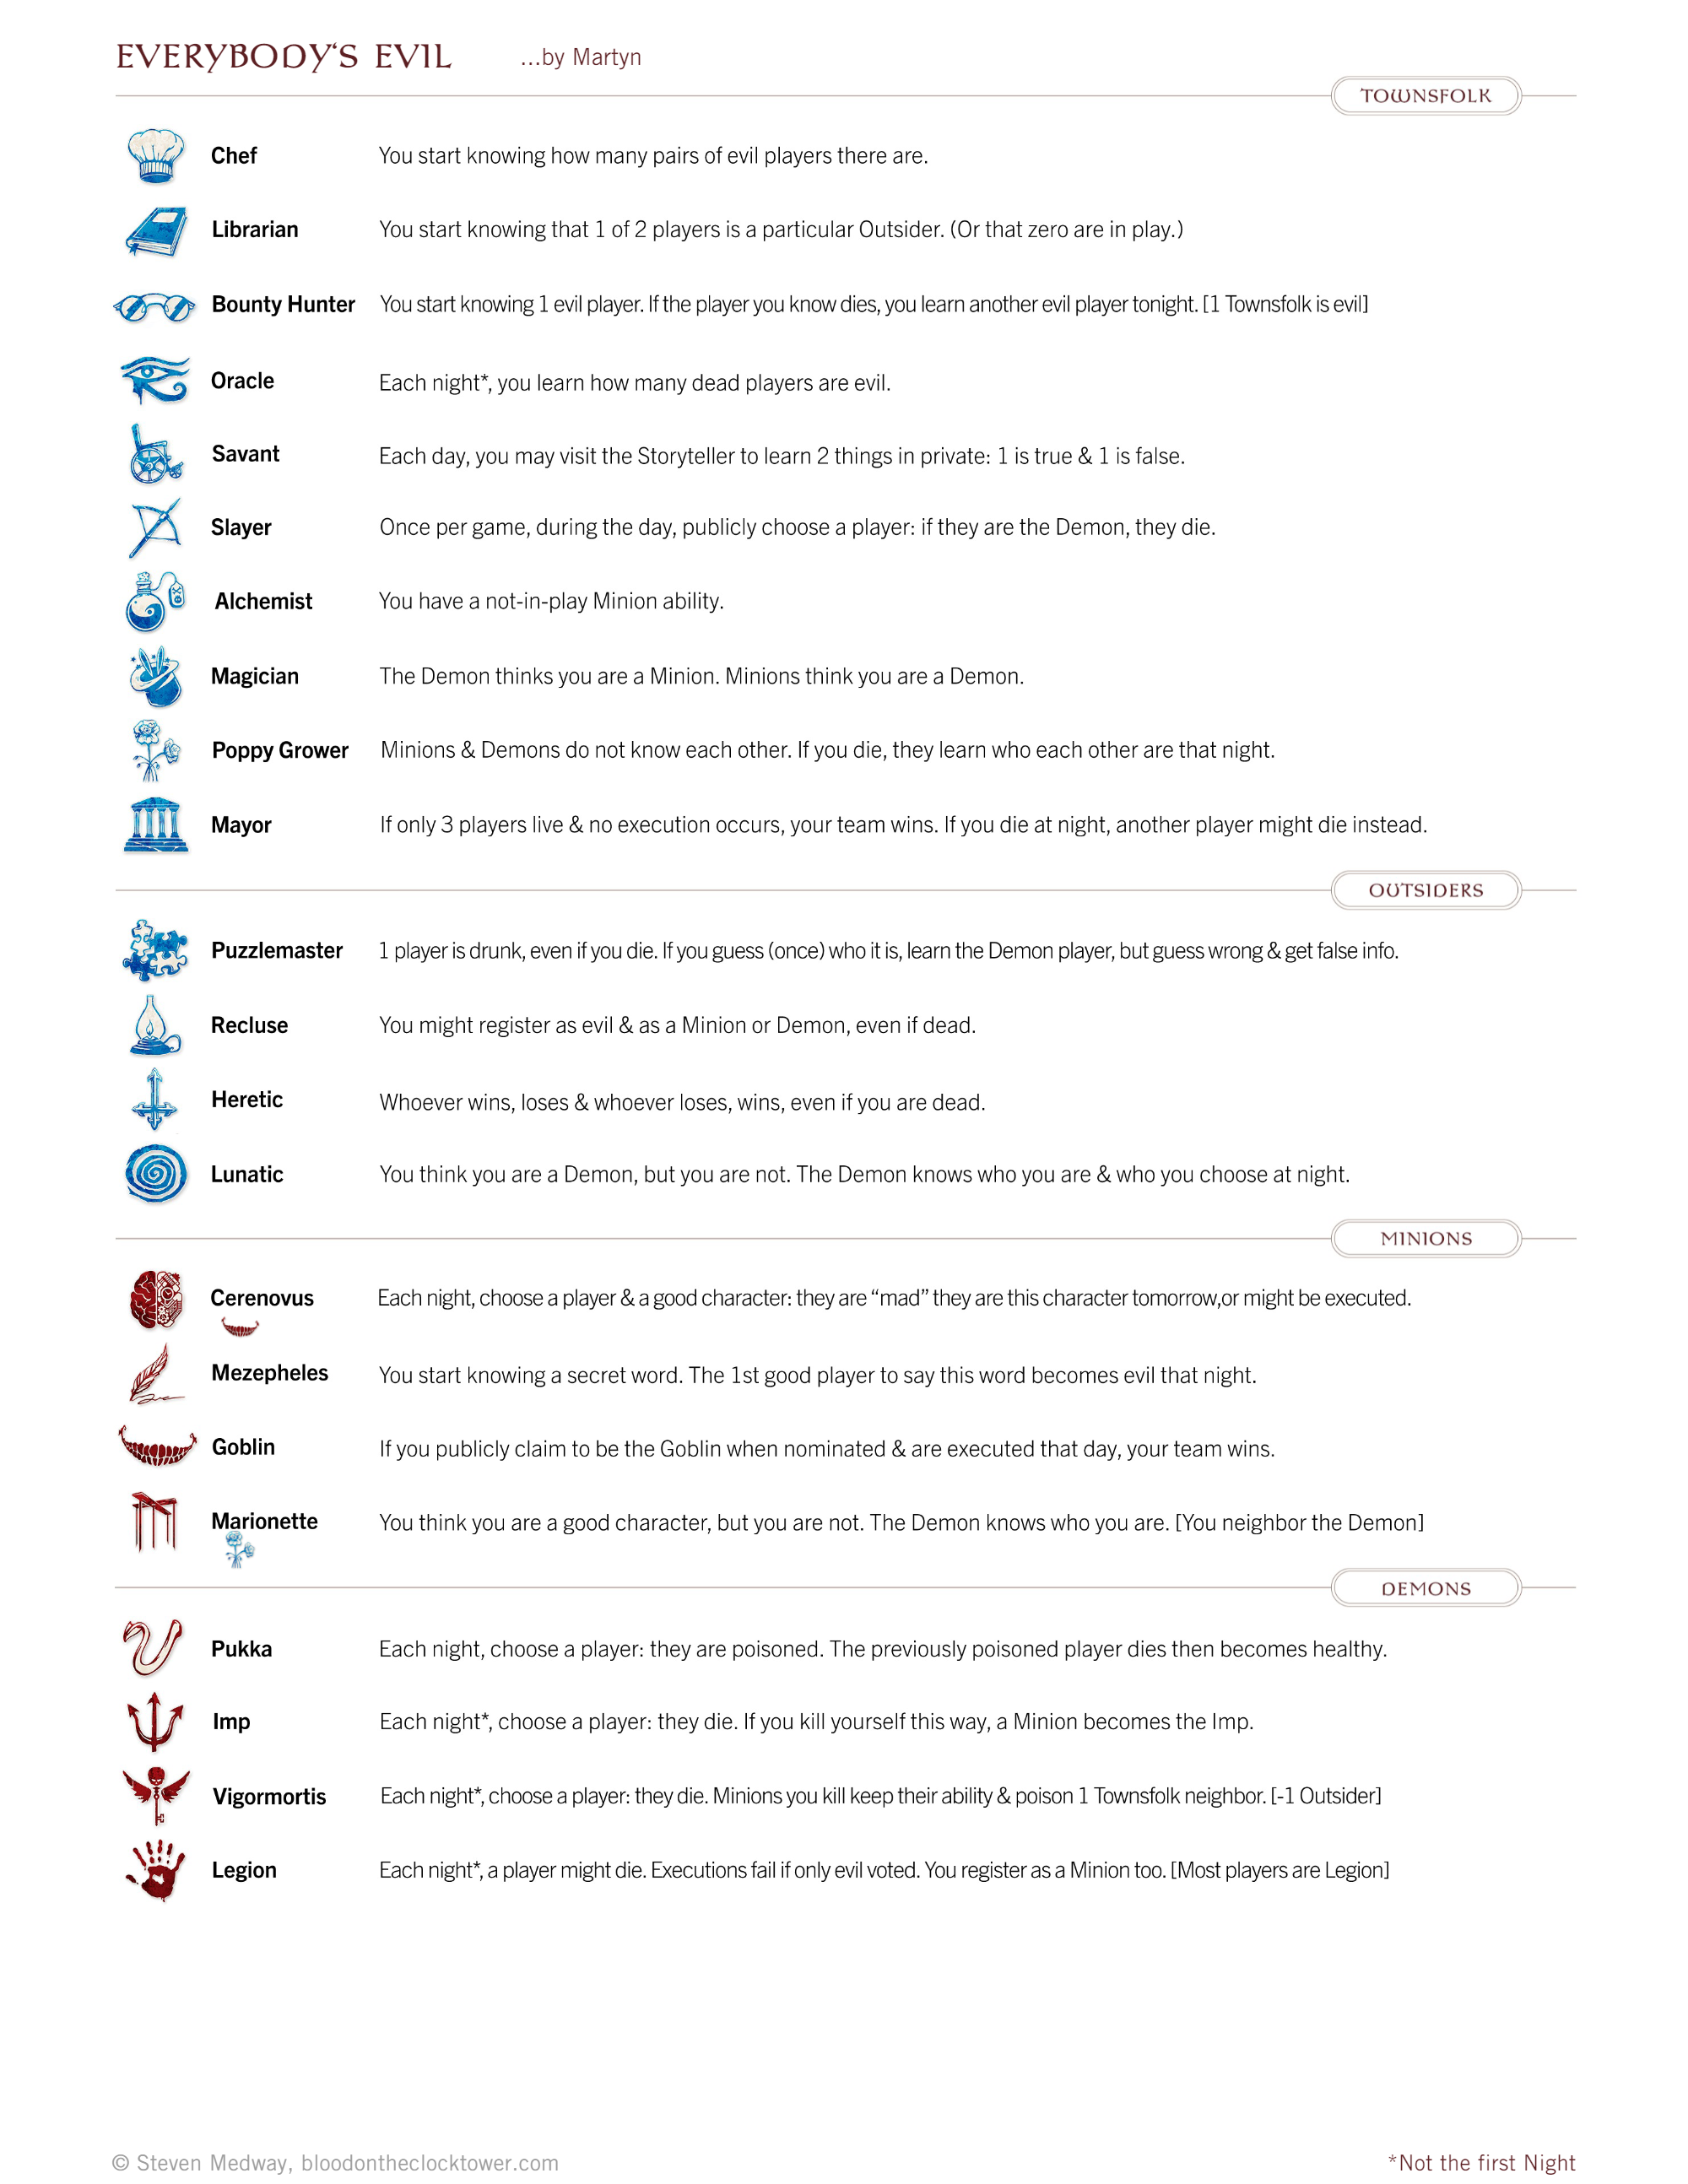 EVERYBODY'S EVIL ...by Martyn
TOWNSFOLK
Chef You start knowing how many pairs of evil players there are.
Librarian You start knowing that 1 of 2 players is a particular Outsider. (Or that zero are in play.)
Bounty Hunter You start knowing 1 evil player. If the player you know dies, you learn another evil player tonight. [1 Townsfolk is evil]
Oracle Each night*, you learn how many dead players are evil.
Savant Each day, you may visit the Storyteller to learn 2 things in private: 1 is true & 1 is false.
Slayer Once per game, during the day, publicly choose a player: if they are the Demon, they die.
Alchemist You have a not-in-play Minion ability.
Magician The Demon thinks you are a Minion. Minions think you are a Demon.
Poppy Grower Minions & Demons do not know each other. If you die, they learn who each other are that night.
Mayor If only 3 players live & no execution occurs, your team wins. If you die at night, another player might die instead.
OUTSIDERS
Puzzlemaster 1 player is drunk, even if you die. If you guess (once) who it is, learn the Demon player, but guess wrong & get false info.
Recluse You might register as evil & as a Minion or Demon, even if dead.
Heretic Whoever wins, loses & whoever loses, wins, even if you are dead.
Lunatic You think you are a Demon, but you are not. The Demon knows who you are & who you choose at night.
MINIONS
Cerenovus Each night, choose a player & a good character: they are “mad” they are this character tomorrow,or might be executed.
Mezepheles You start knowing a secret word. The 1st good player to say this word becomes evil that night.
Goblin If you publicly claim to be the Goblin when nominated & are executed that day, your team wins.
Marionette You think you are a good character, but you are not. The Demon knows who you are. [You neighbor the Demon]
DEMONS
Pukka Each night, choose a player: they are poisoned. The previously poisoned player dies then becomes healthy.
Imp Each night*, choose a player: they die. If you kill yourself this way, a Minion becomes the Imp.
Vigormortis Each night*, choose a player: they die. Minions you kill keep their ability & poison 1 Townsfolk neighbor. [-1 Outsider]
Legion Each night*, a player might die. Executions fail if only evil voted. You register as a Minion too. [Most players are Legion]
© Steven Medway, bloodontheclocktower.com *Not the first Night